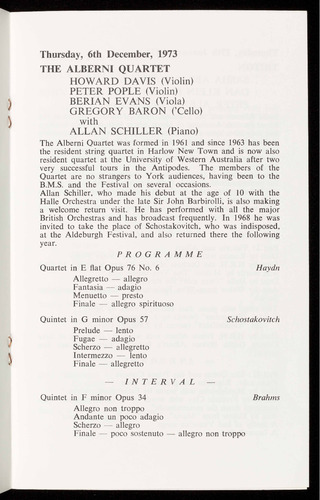 Thursday, 6th December, 1973
THE ALBERNI QUARTET
HOWARD DAVIS (Violin)
PETER POPLE (Violin)
BERIAN EVANS (Viola)
GREGORY BARON ('Cello)
with
ALLAN SCHILLER (Piano)
The Alberni Quartet was formed in 1961 and since 1963 has been
the resident string quartet in Harlow New Town and is now also
resident quartet at the University of Western Australia after two
very successful tours in the Antipodes. The members of the
Quartet are no strangers to York audiences, having been to the
B.M.S. and the Festival on several occasions.
Allan Schiller, who made his debut at the age of 10 with the
Halle Orchestra under the late Sir John Barbirolli, is also making
a welcome return visit. He has performed with all the major
British Orchestras and has broadcast frequently. In 1968 he was
invited to take the place of Schostakovitch, who was indisposed,
at the Aldeburgh Festival, and also returned there the following
year.
PROGRAMME
Quartet in E flat Opus 76 No. 6 Haydn
Allegretto — allegro
Fantasia — adagio
Menuetto — presto
Finale — allegro spirituoso
Quintet in G minor Opus 57 Schostakovitch
Prelude — lento
Fugae — adagio
Scherzo — allegretto
Intermezzo — lento
Finale — allegretto
— INTERVAL —
Quintet in F minor Opus 34 Brahms
Allegro non troppo
Andante un poco adagio
Scherzo — allegro
Finale — poco sostenuto — allegro non troppo